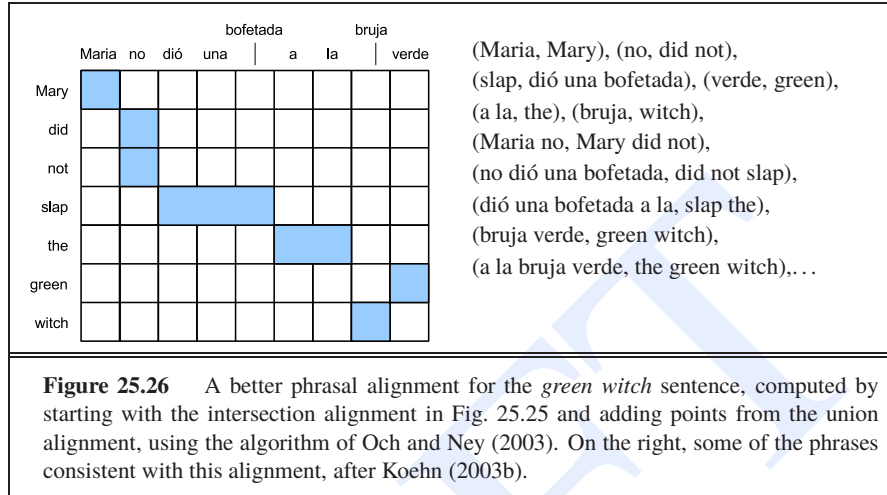 bofetada bruja
Maria no dió una a la verde
Mary
did
not
slap
the
green
witch
(Maria, Mary), (no, did not),
(slap, dió una bofetada), (verde, green),
(a la, the), (bruja, witch),
(Maria no, Mary did not),
(no dió una bofetada, did not slap),
(dió una bofetada a la, slap the),
(bruja verde, green witch),
(a la bruja verde, the green witch),...
Figure 25.26 A better phrasal alignment for the green witch sentence, computed by
starting with the intersection alignment in Fig. 25.25 and adding points from the union
alignment, using the algorithm of Och and Ney (2003). On the right, some of the phrases
consistent with this alignment, after Koehn (2003b).